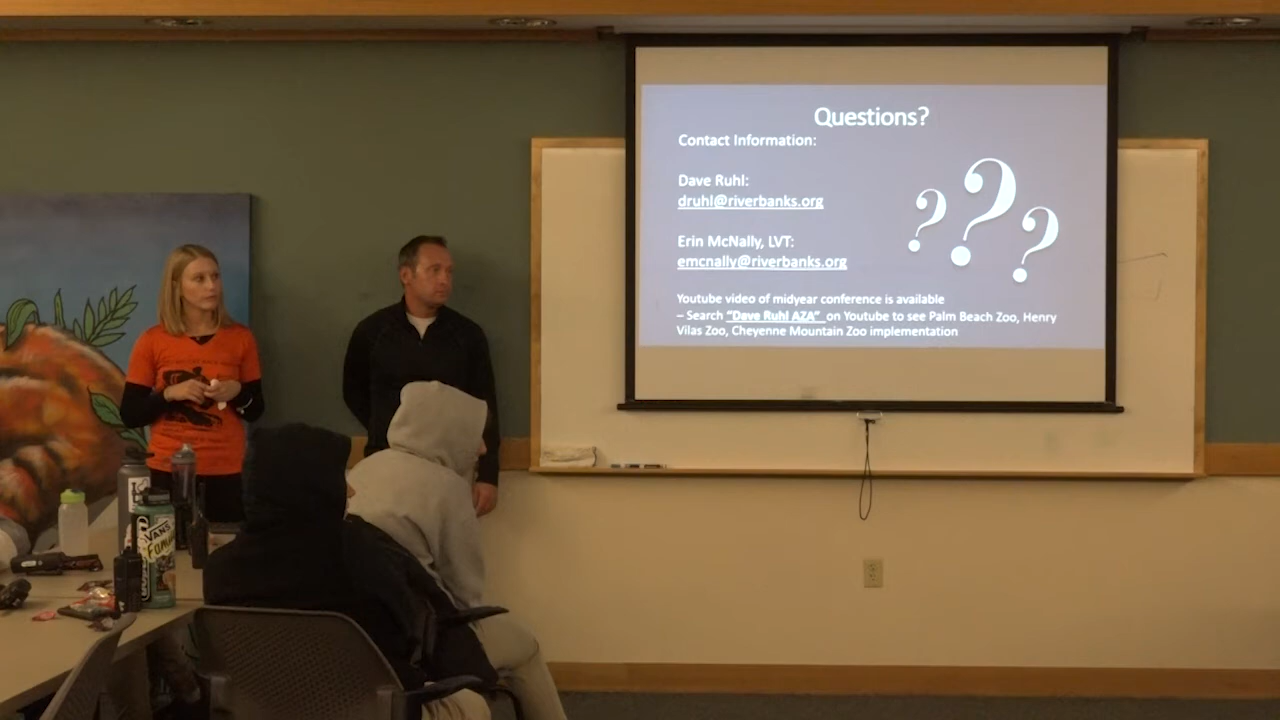 Questions?
Contact Information:
Dave Ruhl:
druhl@riverbanks.org
Erin McNally, LVT:
emcnally@riverbanks.org
Youtube video of midyear conference is available
– Search "Dave Ruhl AZA" on Youtube to see Palm Beach Zoo, Henry
Vilas Zoo, Cheyenne Mountain Zoo implementation
? ? ?
VANS